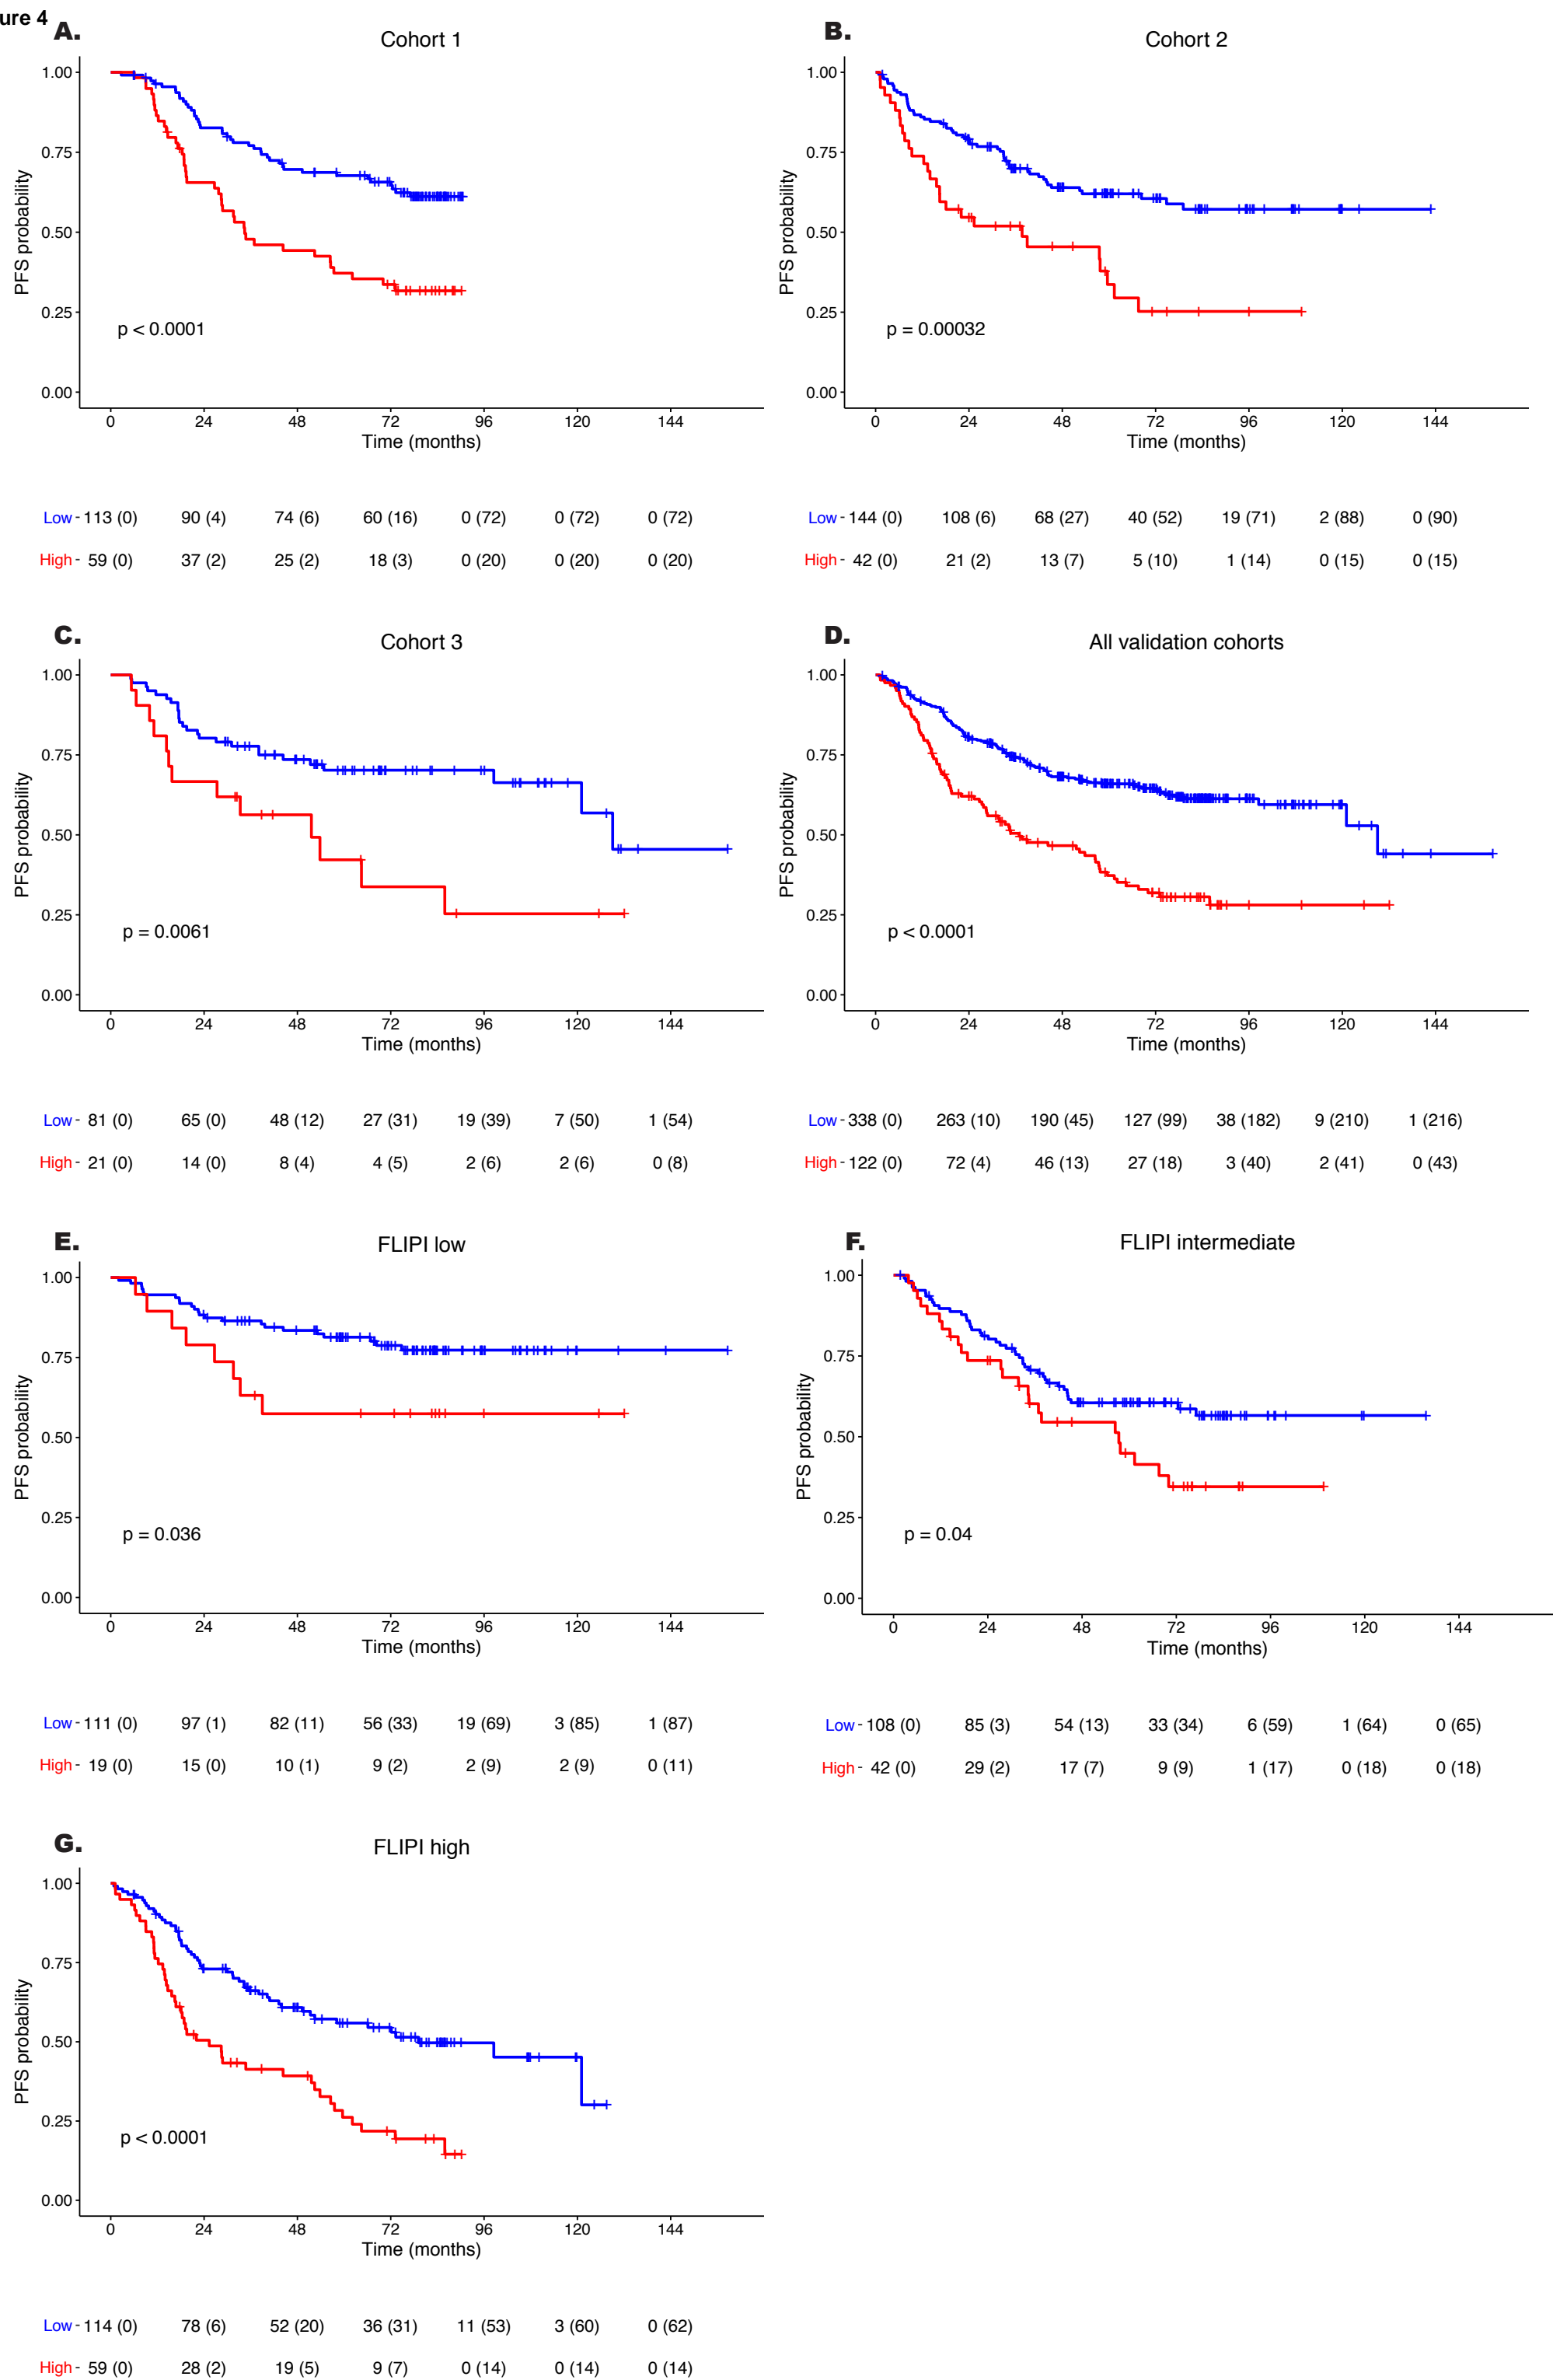 ure 4
A.
Cohort 1
1.00
0.75
0.50
0.25
0.00
PFS probability
p < 0.0001
0 24 48 72 96 120 144
Time (months)
Low - 113 (0) 90 (4) 74 (6) 60 (16) 0 (72) 0 (72) 0 (72)
High - 59 (0) 37 (2) 25 (2) 18 (3) 0 (20) 0 (20) 0 (20)
B.
Cohort 2
1.00
0.75
0.50
0.25
0.00
PFS probability
p = 0.00032
0 24 48 72 96 120 144
Time (months)
Low - 144 (0) 108 (6) 68 (27) 40 (52) 19 (71) 2 (88) 0 (90)
High - 42 (0) 21 (2) 13 (7) 5 (10) 1 (14) 0 (15) 0 (15)
C.
Cohort 3
1.00
0.75
0.50
0.25
0.00
PFS probability
p = 0.0061
0 24 48 72 96 120 144
Time (months)
Low - 81 (0) 65 (0) 48 (12) 27 (31) 19 (39) 7 (50) 1 (54)
High - 21 (0) 14 (0) 8 (4) 4 (5) 2 (6) 2 (6) 0 (8)
D.
All validation cohorts
1.00
0.75
0.50
0.25
0.00
PFS probability
p < 0.0001
0 24 48 72 96 120 144
Time (months)
Low - 338 (0) 263 (10) 190 (45) 127 (99) 38 (182) 9 (210) 1 (216)
High - 122 (0) 72 (4) 46 (13) 27 (18) 3 (40) 2 (41) 0 (43)
E.
FLIPI low
1.00
0.75
0.50
0.25
0.00
PFS probability
p = 0.036
0 24 48 72 96 120 144
Time (months)
Low - 111 (0) 97 (1) 82 (11) 56 (33) 19 (69) 3 (85) 1 (87)
High - 19 (0) 15 (0) 10 (1) 9 (2) 2 (9) 2 (9) 0 (11)
F.
FLIPI intermediate
1.00
0.75
0.50
0.25
0.00
PFS probability
p = 0.04
0 24 48 72 96 120 144
Time (months)
Low - 108 (0) 85 (3) 54 (13) 33 (34) 6 (59) 1 (64) 0 (65)
High - 42 (0) 29 (2) 17 (7) 9 (9) 1 (17) 0 (18) 0 (18)
G.
FLIPI high
1.00
0.75
0.50
0.25
0.00
PFS probability
p < 0.0001
0 24 48 72 96 120 144
Time (months)
Low - 114 (0) 78 (6) 52 (20) 36 (31) 11 (53) 3 (60) 0 (62)
High - 59 (0) 28 (2) 19 (5) 9 (7) 0 (14) 0 (14) 0 (14)